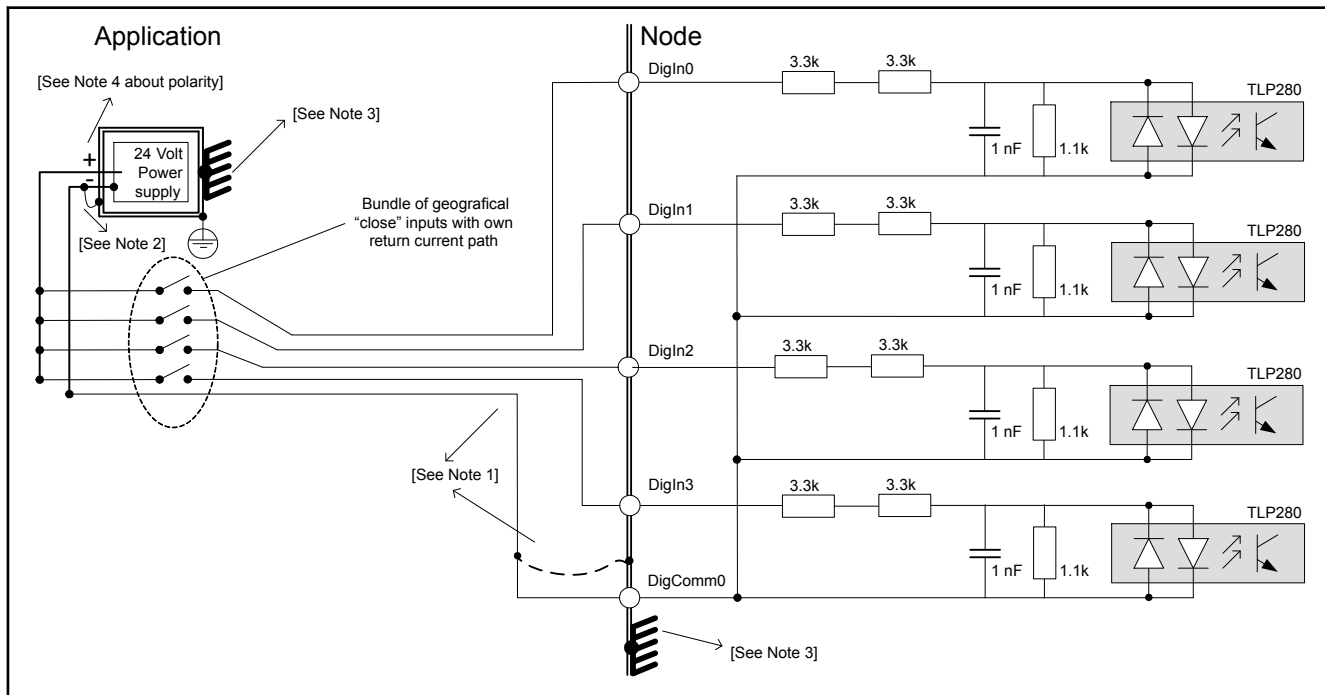 Application
Node
[See Note 4 about polarity]
[See Note 3]
+
-
24 Volt
Power
supply
[See Note 2]
Bundle of geografical
“close” inputs with own
return current path
DigIn0
3.3k
3.3k
1 nF
1.1k
TLP280
DigIn1
3.3k
3.3k
1 nF
1.1k
TLP280
DigIn2
3.3k
3.3k
1 nF
1.1k
TLP280
[See Note 1]
DigIn3
3.3k
3.3k
1 nF
1.1k
TLP280
DigComm0
[See Note 3]